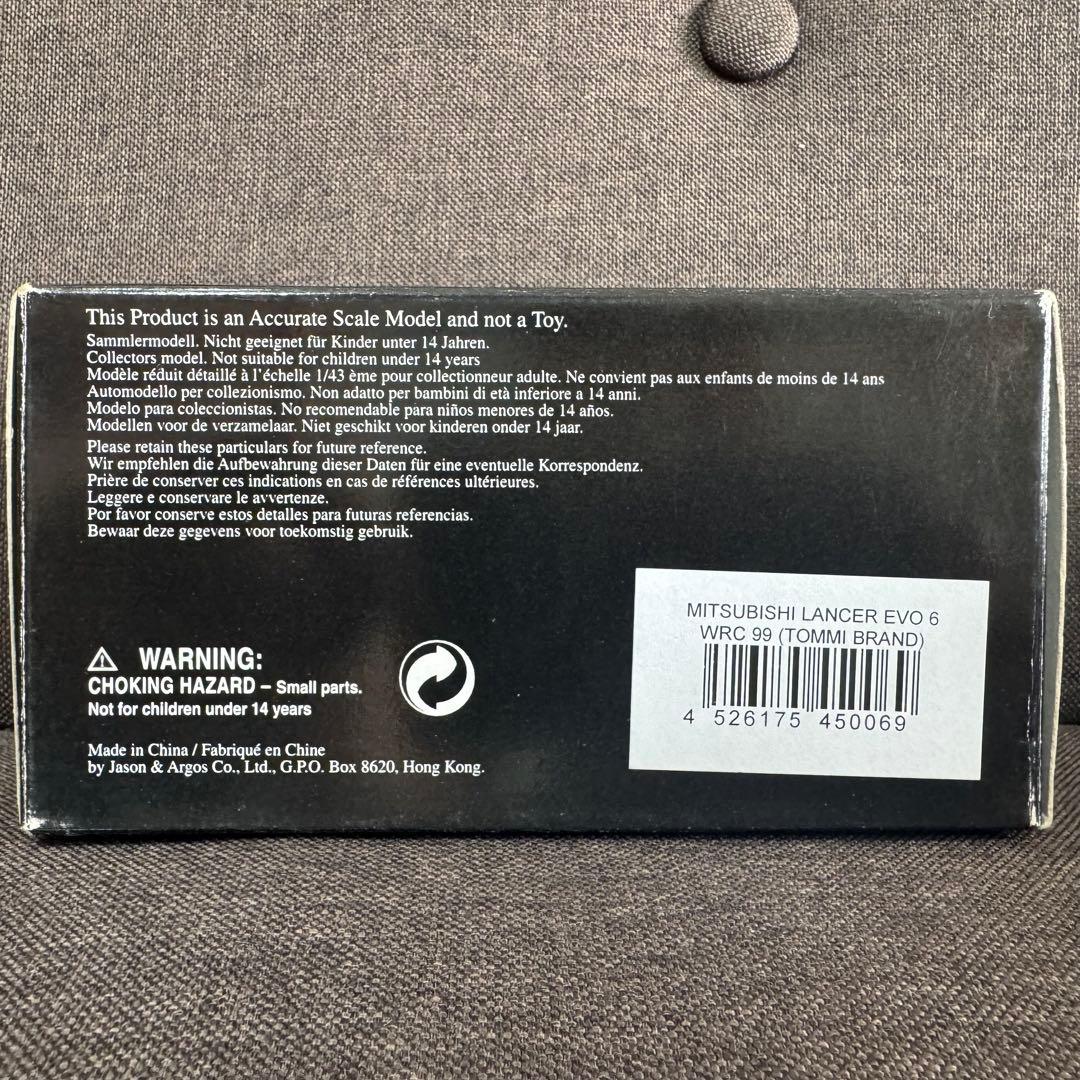 This Product is an Accurate Scale Model and not a Toy.
Sammlermodell. Nicht geeignet für Kinder unter 14 Jahren.
Collectors model. Not suitable for children under 14 years
Modèle réduit détaillé à l'échelle 1/43 ème pour collectionneur adulte. Ne convient pas aux enfants de moins de 14 ans
Automodello per collezionismo. Non adatto per bambini di età inferiore a 14 anni.
Modelo para coleccionistas. No recomendable para niños menores de 14 años.
Modellen voor de verzamelaar. Niet geschikt voor kinderen onder 14 jaar.
Please retain these particulars for future reference.
Wir empfehlen die Aufbewahrung dieser Daten für eine eventuelle Korrespondenz.
Prière de conserver ces indications en cas de références ultérieures.
Leggere e conservare le avvertenze.
Por favor conserve estos detalles para futuras referencias.
Bewaar deze gegevens voor toekomstig gebruik.
WARNING:
CHOKING HAZARD – Small parts.
Not for children under 14 years
Made in China / Fabriqué en Chine
by Jason & Argos Co., Ltd., G.P.O. Box 8620, Hong Kong.
MITSUBISHI LANCER EVO 6
WRC 99 (TOMMI BRAND)
4 526175 450069